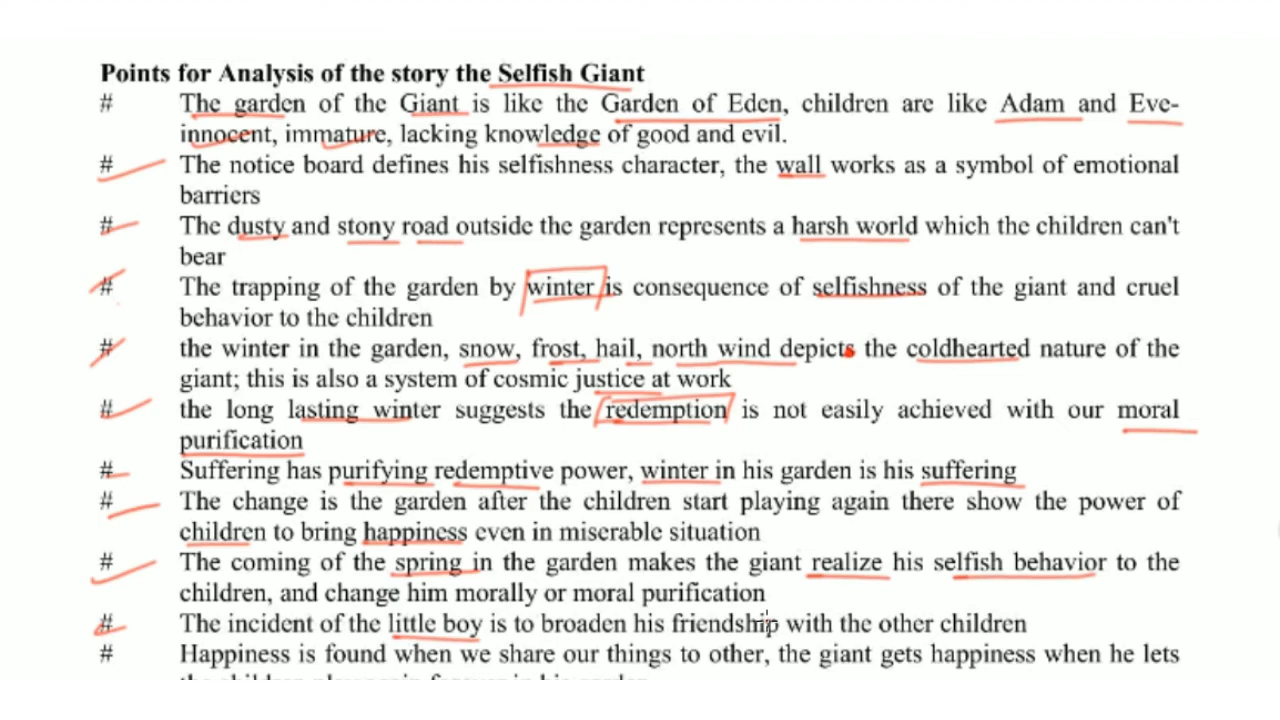 Points for Analysis of the story the Selfish Giant
# The garden of the Giant is like the Garden of Eden, children are like Adam and Eve-
innocent, immature, lacking knowledge of good and evil.
# The notice board defines his selfishness character, the wall works as a symbol of emotional
barriers
# The dusty and stony road outside the garden represents a harsh world which the children can't
bear
# The trapping of the garden by winter is consequence of selfishness of the giant and cruel
behavior to the children
# the winter in the garden, snow, frost, hail, north wind depicts the coldhearted nature of the
giant; this is also a system of cosmic justice at work
# the long lasting winter suggests the redemption is not easily achieved with our moral
purification
# Suffering has purifying redemptive power, winter in his garden is his suffering
# The change is the garden after the children start playing again there show the power of
children to bring happiness even in miserable situation
# The coming of the spring in the garden makes the giant realize his selfish behavior to the
children, and change him morally or moral purification
# The incident of the little boy is to broaden his friendship with the other children
# Happiness is found when we share our things to other, the giant gets happiness when he lets